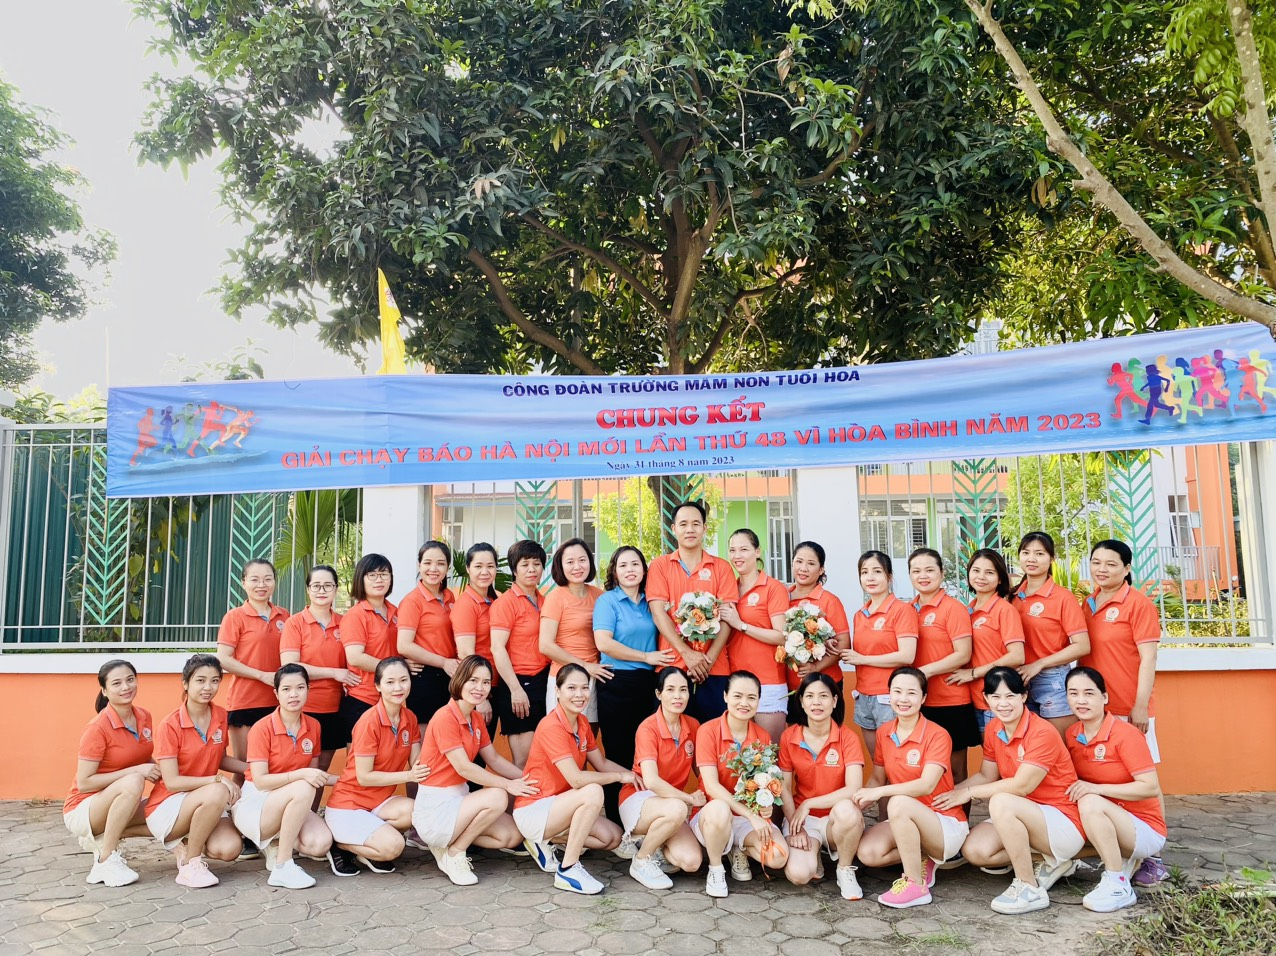 CÔNG ĐOÀN TRƯỜNG MẦM NON TUỔI HOA
CHUNG KẾT
GIẢI CHẠY BÁO HÀ NỘI MỚI LẦN THỨ 48 VÌ HÒA BÌNH NĂM 2023
Ngày 31 tháng 8 năm 2023